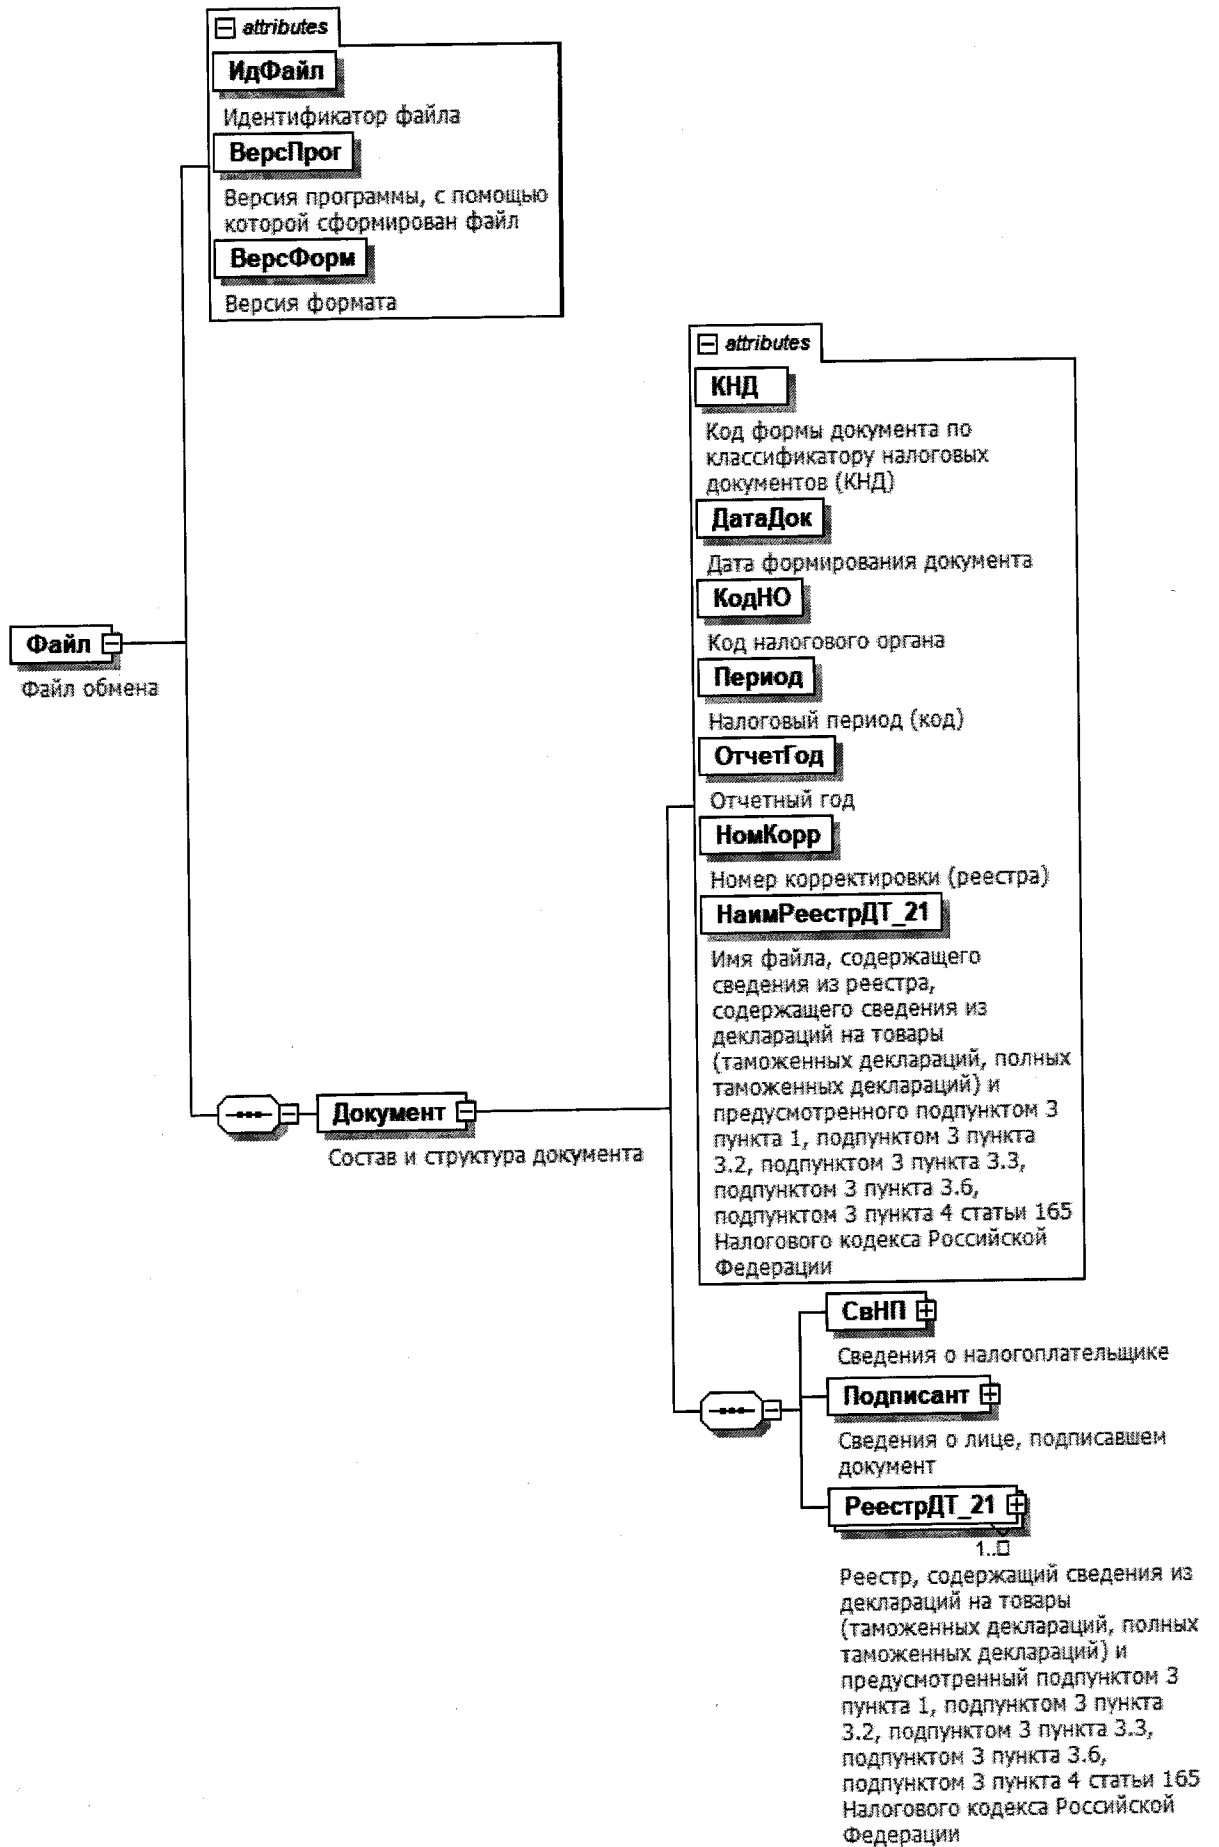 attributes
ИдФайл
Идентификатор файла
ВерсПрог
Версия программы, с помощью
которой сформирован файл
ВерсФорм
Версия формата
Файл
Файл обмена
Документ
Состав и структура документа
attributes
КНД
Код формы документа по
классификатору налоговых
документов (КНД)
ДатаДок
Дата формирования документа
КодНО
Код налогового органа
Период
Налоговый период (код)
ОтчетГод
Отчетный год
НомКорр
Номер корректировки (реестра)
НаимРеестрДТ_21
Имя файла, содержащего
сведения из реестра,
содержащего сведения из
деклараций на товары
(таможенных деклараций, полных
таможенных деклараций) и
предусмотренного подпунктом 3
пункта 1, подпунктом 3 пункта
3.2, подпунктом 3 пункта 3.3,
подпунктом 3 пункта 3.6,
подпунктом 3 пункта 4 статьи 165
Налогового кодекса Российской
Федерации
СвНП
Сведения о налогоплательщике
Подписант
Сведения о лице, подписавшем
документ
РеестрДТ_21
1..□
Реестр, содержащий сведения из
деклараций на товары
(таможенных деклараций, полных
таможенных деклараций) и
предусмотренный подпунктом 3
пункта 1, подпунктом 3 пункта
3.2, подпунктом 3 пункта 3.3,
подпунктом 3 пункта 3.6,
подпунктом 3 пункта 4 статьи 165
Налогового кодекса Российской
Федерации